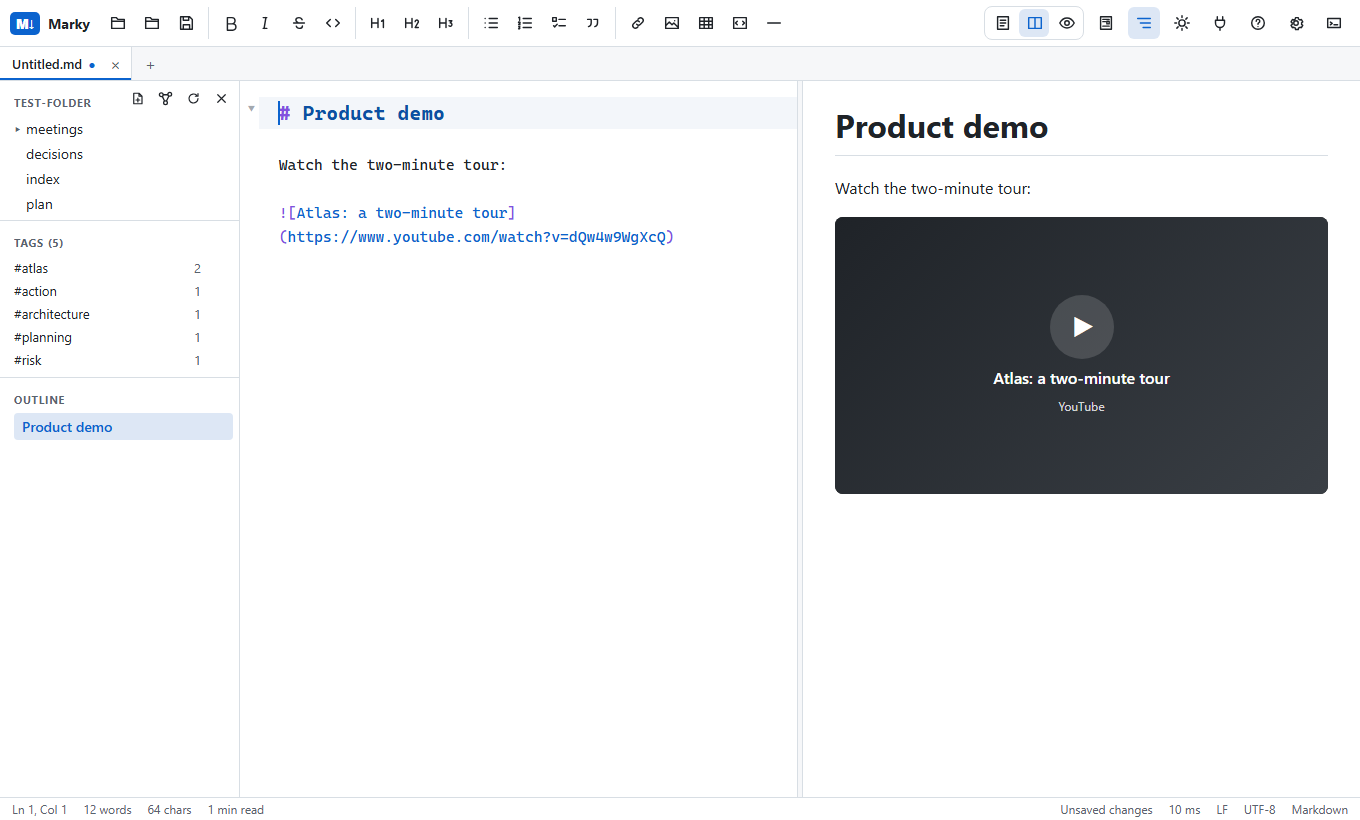 M↓ Marky
B I S <> H1 H2 H3
Untitled.md
TEST-FOLDER
meetings
decisions
index
plan
TAGS (5)
#atlas 2
#action 1
#architecture 1
#planning 1
#risk 1
OUTLINE
Product demo
# Product demo
Watch the two-minute tour:
![Atlas: a two-minute tour]
(https://www.youtube.com/watch?v=dQw4w9WgXcQ)
Product demo
Watch the two-minute tour:
Atlas: a two-minute tour
YouTube
Ln 1, Col 1 12 words 64 chars 1 min read Unsaved changes 10 ms LF UTF-8 Markdown